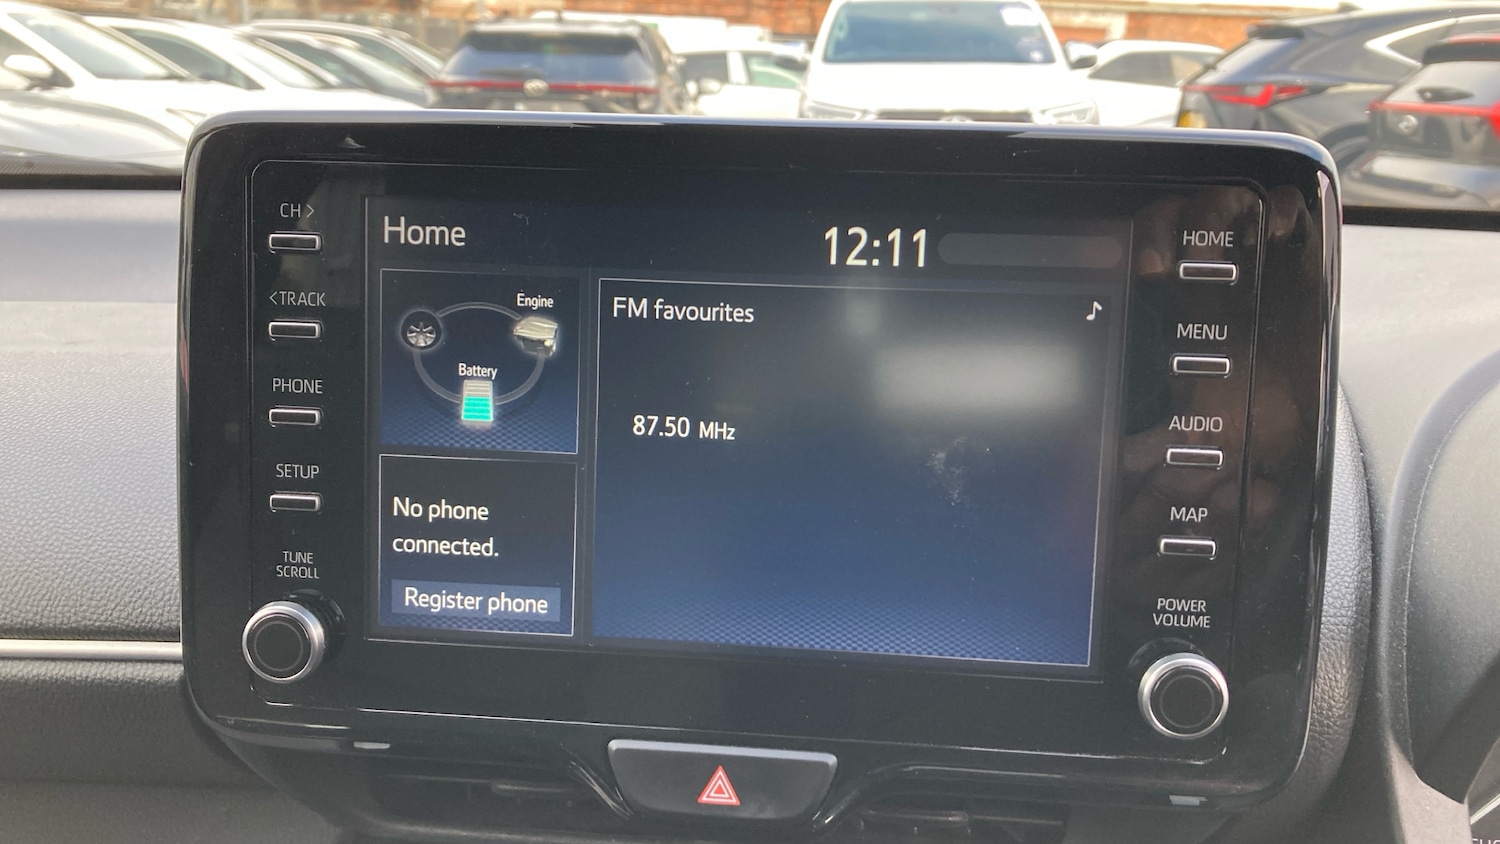 CH >
< TRACK
PHONE
SETUP
TUNE
SCROLL
Home
12:11
Engine
Battery
FM favourites
87.50 MHz
No phone
connected.
Register phone
HOME
MENU
AUDIO
MAP
POWER
VOLUME